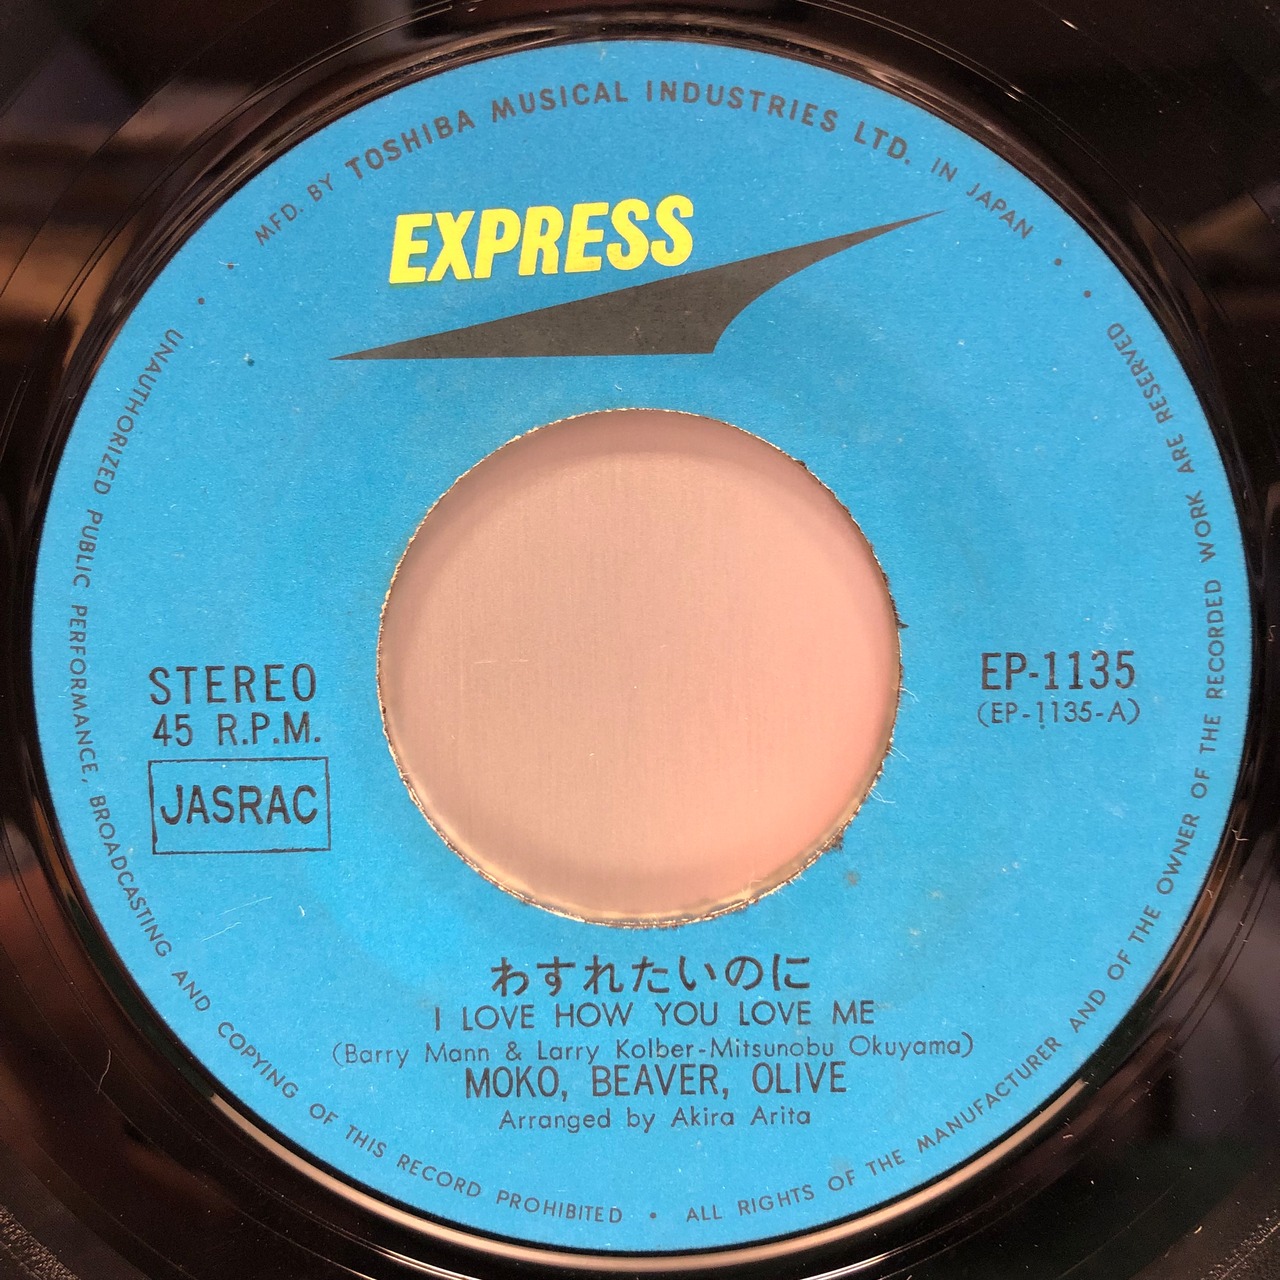 MFD. BY TOSHIBA MUSICAL INDUSTRIES LTD. IN JAPAN
EXPRESS
STEREO
45 R.P.M.
JASRAC
EP-1135
(EP-1135-A)
わすれたいのに
I LOVE HOW YOU LOVE ME
(Barry Mann & Larry Kolber-Mitsunobu Okuyama)
MOKO, BEAVER, OLIVE
Arranged by Akira Arita
UNAUTHORIZED PUBLIC PERFORMANCE, BROADCASTING AND COPYING OF THIS RECORD PROHIBITED • ALL RIGHTS OF THE MANUFACTURER AND OF THE OWNER OF THE RECORDED WORK ARE RESERVED